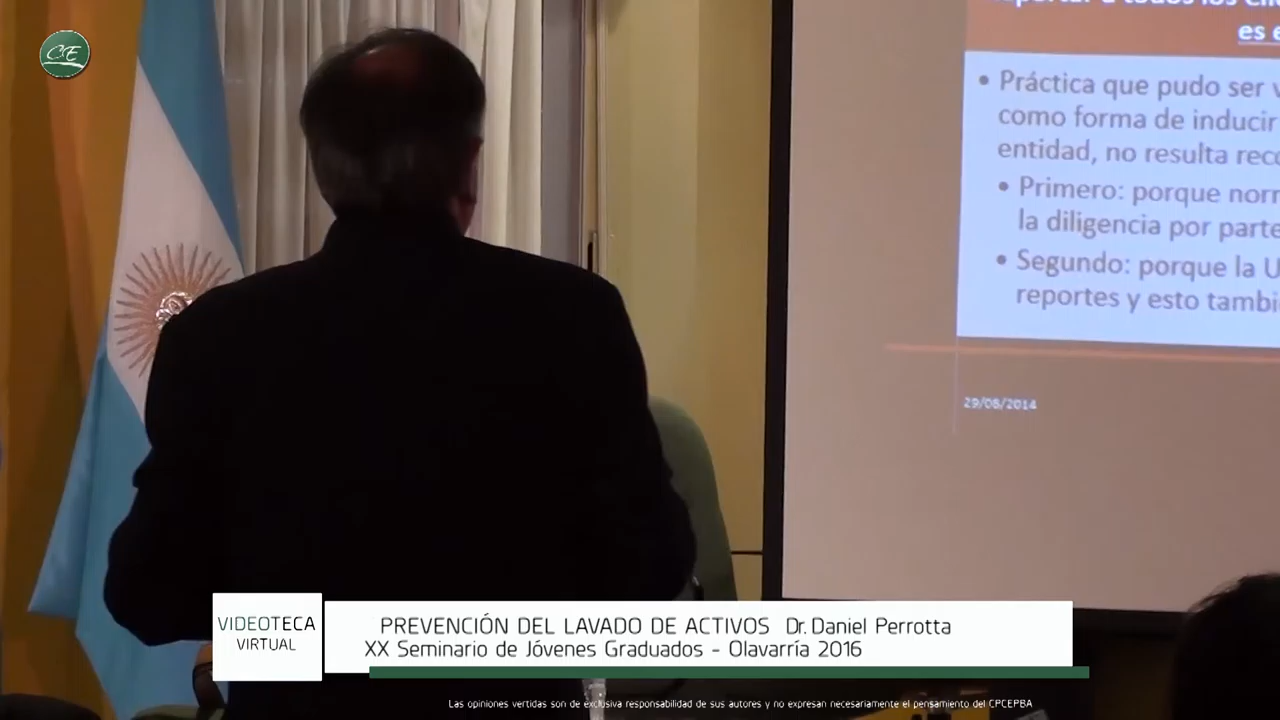 CE
es
• Práctica que pudo ser
como forma de inducir
entidad, no resulta
• Primero: porque
la diligencia por parte
• Segundo: porque la
reportes y esto
29/08/2014
VIDEOTECA
VIRTUAL
PREVENCIÓN DEL LAVADO DE ACTIVOS Dr. Daniel Perrotta
XX Seminario de Jóvenes Graduados - Olavarría 2016
Las opiniones vertidas son de exclusiva responsabilidad de sus autores y no expresan necesariamente el pensamiento del CPCEPBA